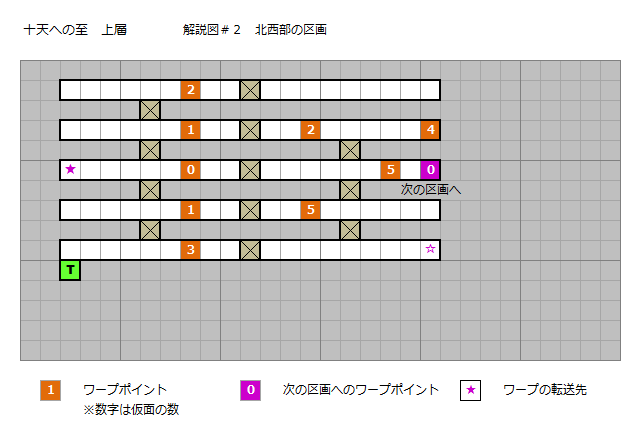 十天への至　上層　　　解説図＃２　北西部の区画
2
1 2 4
★ 0 5 0
次の区画へ
1 5
3 ☆
T
1 ワープポイント 0 次の区画へのワープポイント ★ ワープの転送先
※数字は仮面の数